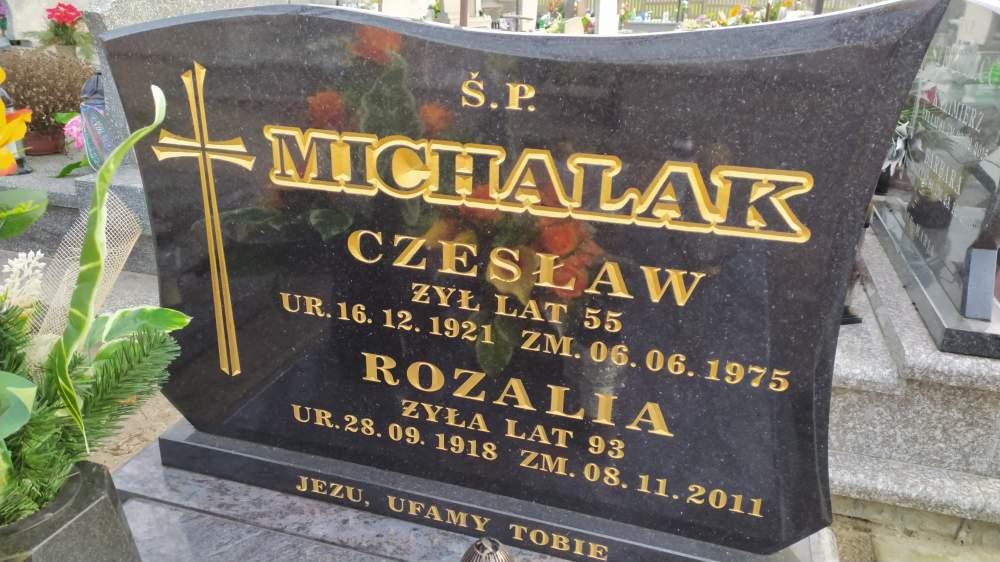 Ś.P.
MICHALAK
CZESŁAW
ŻYŁ LAT 55
UR. 16. 12. 1921 ZM. 06. 06. 1975
ROZALIA
ŻYŁA LAT 93
UR. 28. 09. 1918 ZM. 08. 11. 2011
JEZU, UFAMY TOBIE